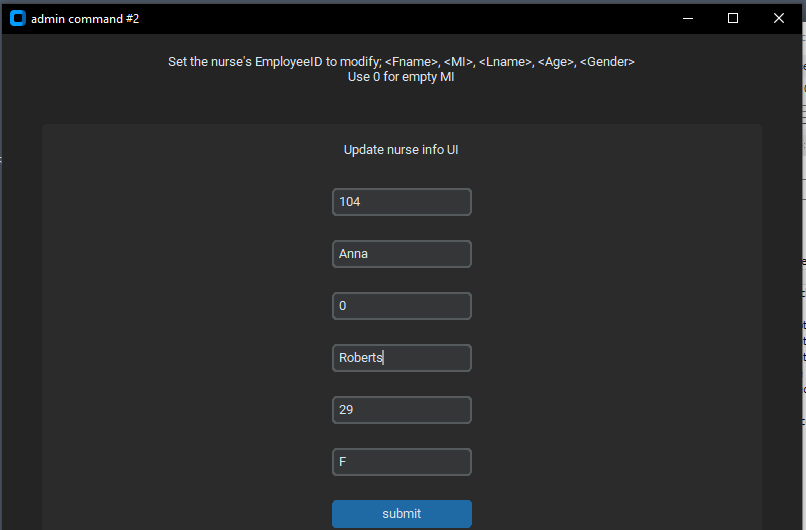 admin command #2
Set the nurse's EmployeeID to modify; <Fname>, <MI>, <Lname>, <Age>, <Gender>
Use 0 for empty MI
Update nurse info UI
104
Anna
0
Roberts
29
F
submit